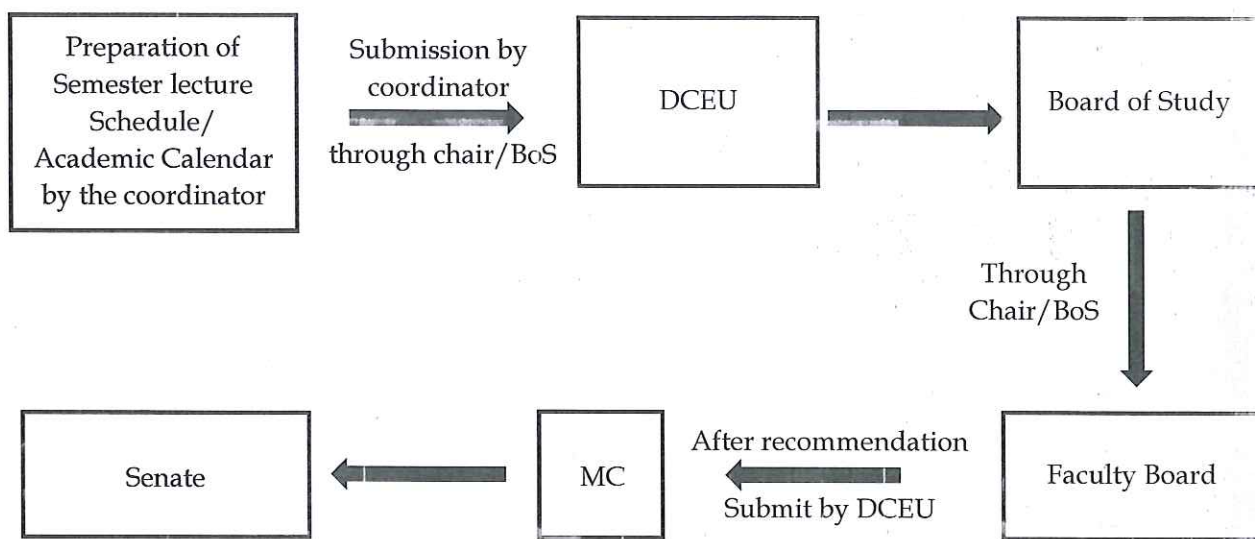 Preparation of
Semester lecture
Schedule/
Academic Calendar
by the coordinator
Submission by
coordinator
through chair/BoS
DCEU
Board of Study
Through
Chair/BoS
Faculty Board
After recommendation
Submit by DCEU
MC
Senate